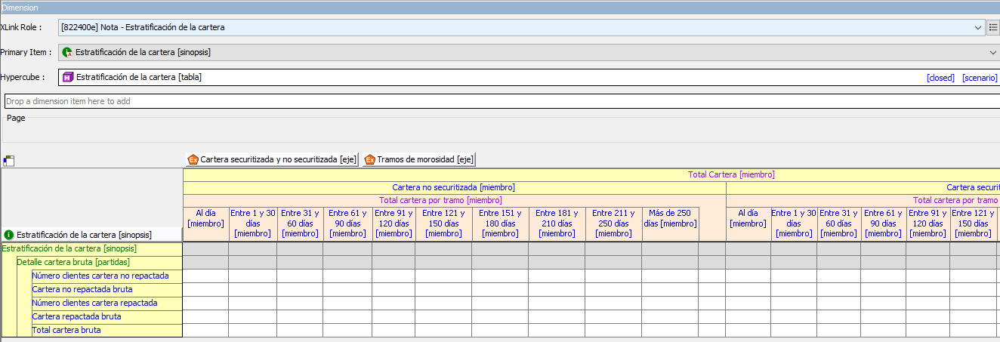 Dimension
XLink Role :
[822400e] Nota - Estratificación de la cartera
Primary Item :
Estratificación de la cartera [sinopsis]
Hypercube :
H
Estratificación de la cartera [tabla]
[closed]
[scenario]
Drop a dimension item here to add
Page
Ex
Cartera securitizada y no securitizada [eje]
Ex
Tramos de morosidad [eje]
Total Cartera [miembro]
Cartera no securitizada [miembro]
Cartera securit
Total cartera por tramo [miembro]
Total cartera por tramo
Al día
[miembro]
Entre 1 y 30
días
[miembro]
Entre 31 y
60 días
[miembro]
Entre 61 y
90 días
[miembro]
Entre 91 y
120 días
[miembro]
Entre 121 y
150 días
[miembro]
Entre 151 y
180 días
[miembro]
Entre 181 y
210 días
[miembro]
Entre 211 y
250 días
[miembro]
Más de 250
días [miembro]
Al día
[miembro]
Entre 1 y 30
días
[miembro]
Entre 31 y
60 días
[miembro]
Entre 61 y
90 días
[miembro]
Entre 91 y
120 días
[miembro]
Entre 121 y
150 días
[miembro]
Estratificación de la cartera [sinopsis]
Estratificación de la cartera [sinopsis]
Detalle cartera bruta [partidas]
Número clientes cartera no repactada
Cartera no repactada bruta
Número clientes cartera repactada
Cartera repactada bruta
Total cartera bruta